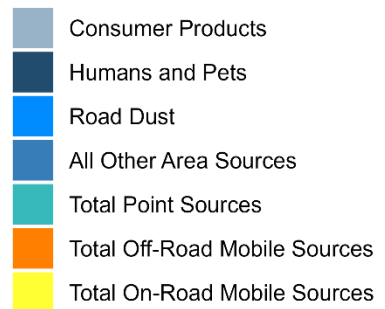 Consumer Products
Humans and Pets
Road Dust
All Other Area Sources
Total Point Sources
Total Off-Road Mobile Sources
Total On-Road Mobile Sources